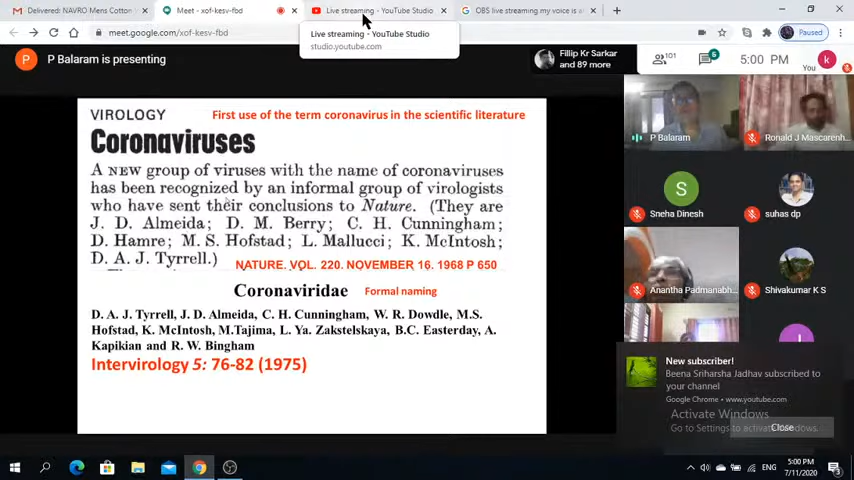 Delivered: NAVRO Mens Cotton
Meet - xof-kesv-fbd
Live streaming - YouTube Studio
OBS live streaming my voice is an
meet.google.com/xof-kesv-fbd
Paused
Live streaming - YouTube Studio
studio.youtube.com
P
P Balaram is presenting
Fillip Kr Sarkar
and 89 more
101
6
5:00 PM
You
k
VIROLOGY
First use of the term coronavirus in the scientific literature
Coronaviruses
A NEW group of viruses with the name of coronaviruses
has been recognized by an informal group of virologists
who have sent their conclusions to Nature. (They are
J. D. Almeida; D. M. Berry; C. H. Cunningham;
D. Hamre; M. S. Hofstad; L. Mallucci; K. McIntosh;
D. A. J. Tyrrell.)
NATURE. VOL. 220. NOVEMBER 16. 1968 P 650
Coronaviridae
Formal naming
D. A. J. Tyrrell, J. D. Almeida, C. H. Cunningham, W. R. Dowdle, M.S.
Hofstad, K. McIntosh, M.Tajima, L. Ya. Zakstelskaya, B.C. Easterday, A.
Kapikian and R. W. Bingham
Intervirology 5: 76-82 (1975)
P Balaram
Ronald J Mascarenh...
S
Sneha Dinesh
suhas dp
Anantha Padmanabh...
Shivakumar K S
New subscriber!
Beena Sriharsha Jadhav subscribed to
your channel
Google Chrome • www.youtube.com
Activate Windows
Go to Settings to activate Windows.
Close
ENG
5:00 PM
7/11/2020
3